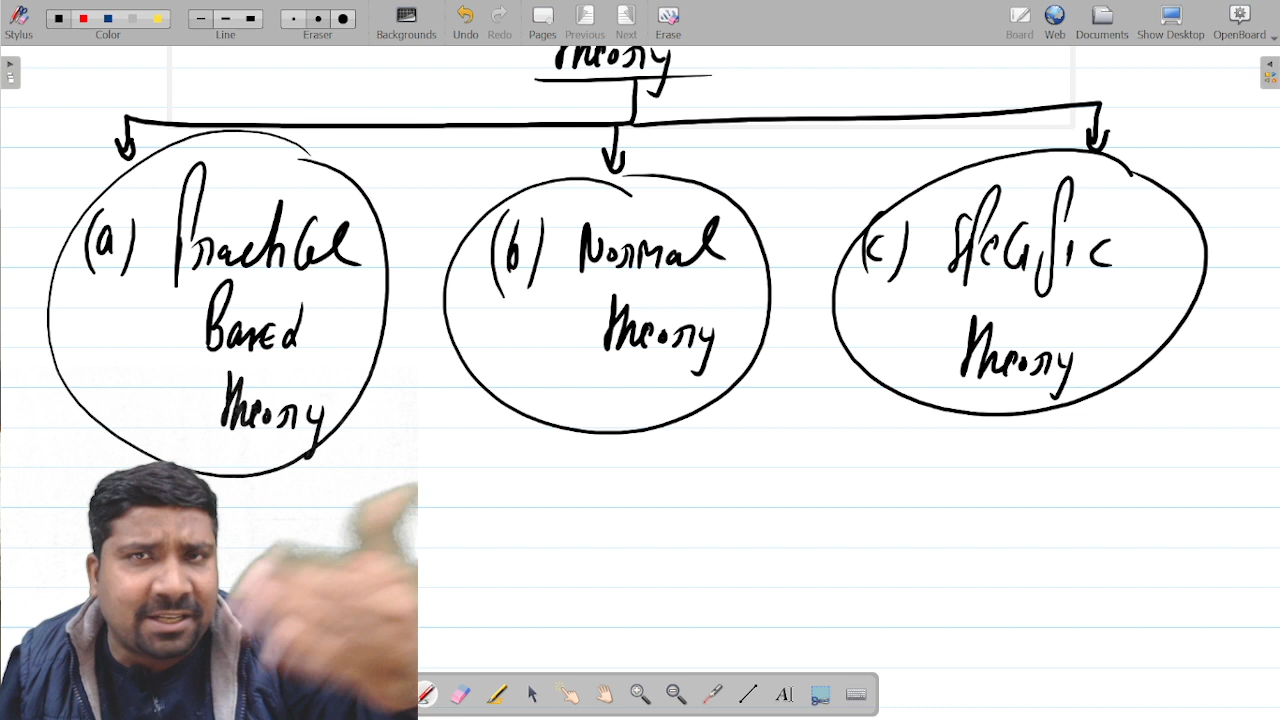 Stylus Color Line Eraser Backgrounds Undo Redo Pages Previous Next Erase Board Web Documents Show Desktop OpenBoard
Theory
(a) Practical
Based
Theory
(b) Normal
Theory
(c) Specific
Theory